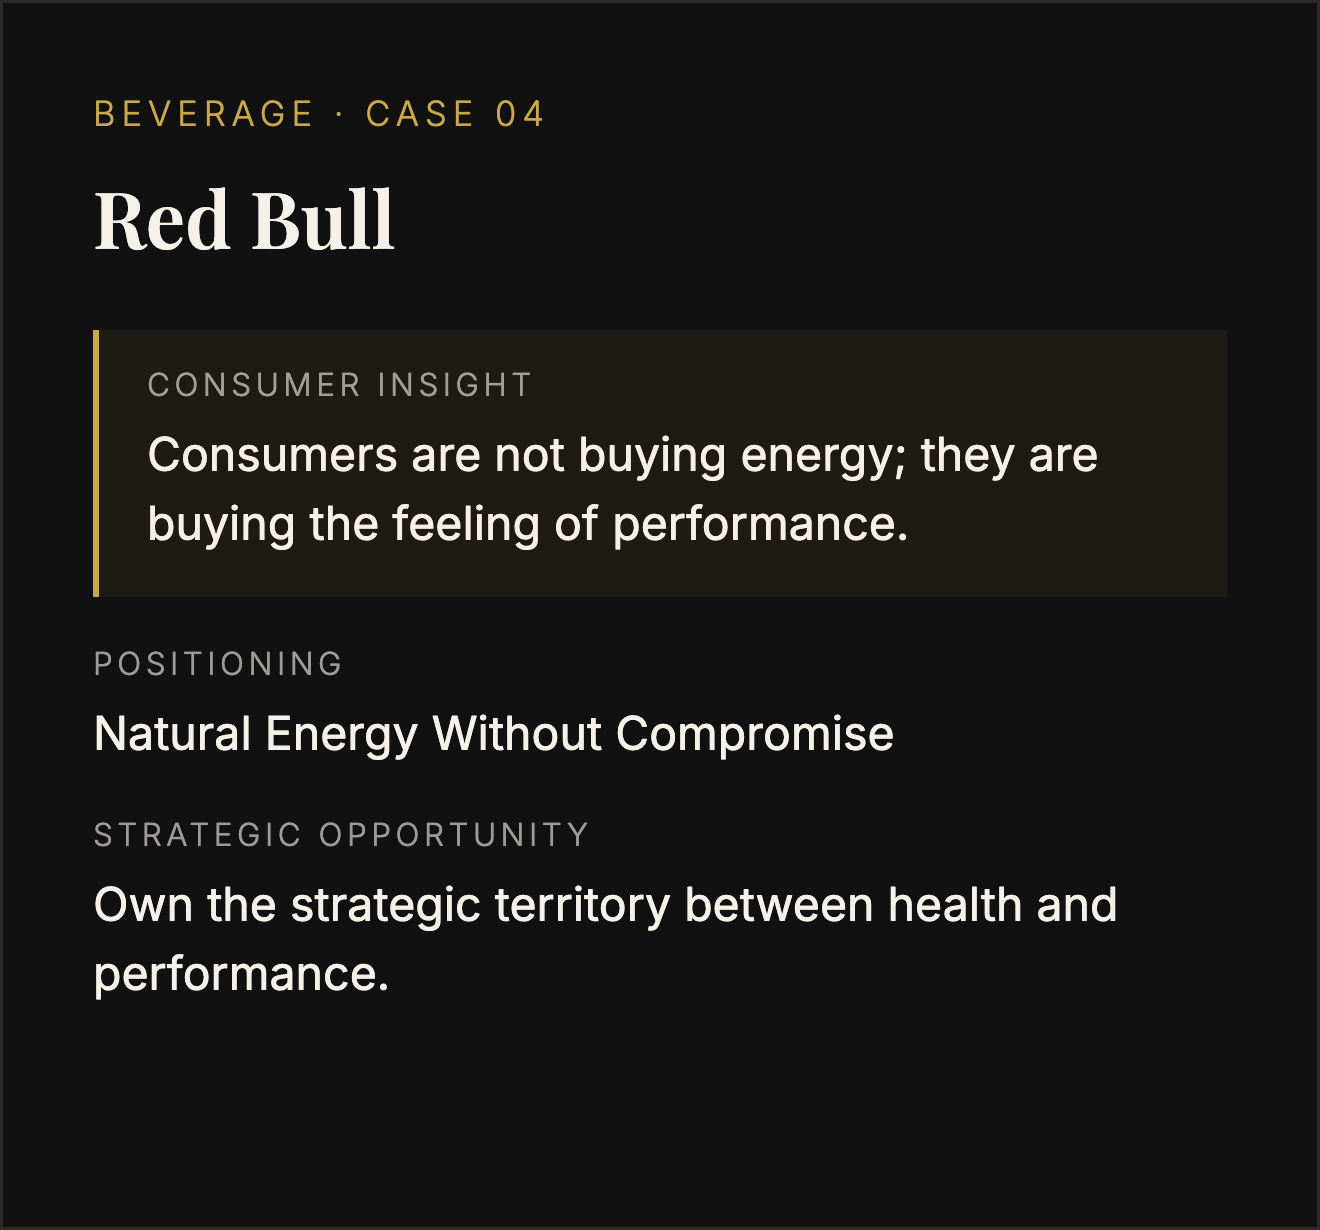 BEVERAGE · CASE 04
Red Bull
CONSUMER INSIGHT
Consumers are not buying energy; they are
buying the feeling of performance.
POSITIONING
Natural Energy Without Compromise
STRATEGIC OPPORTUNITY
Own the strategic territory between health and
performance.